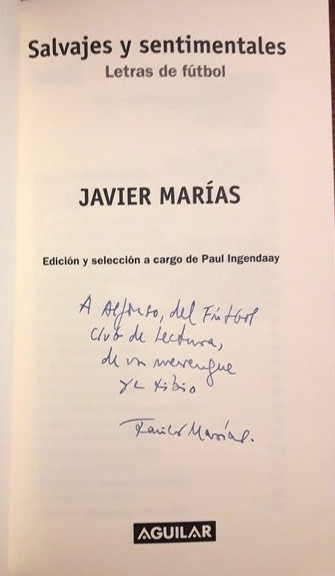 Salvajes y sentimentales
Letras de fútbol
JAVIER MARÍAS
Edición y selección a cargo de Paul Ingendaay
A Alfonso, del Fútbol
Club de Lectura,
de un merengue
ya tibio
Javier Marías.
AGUILAR